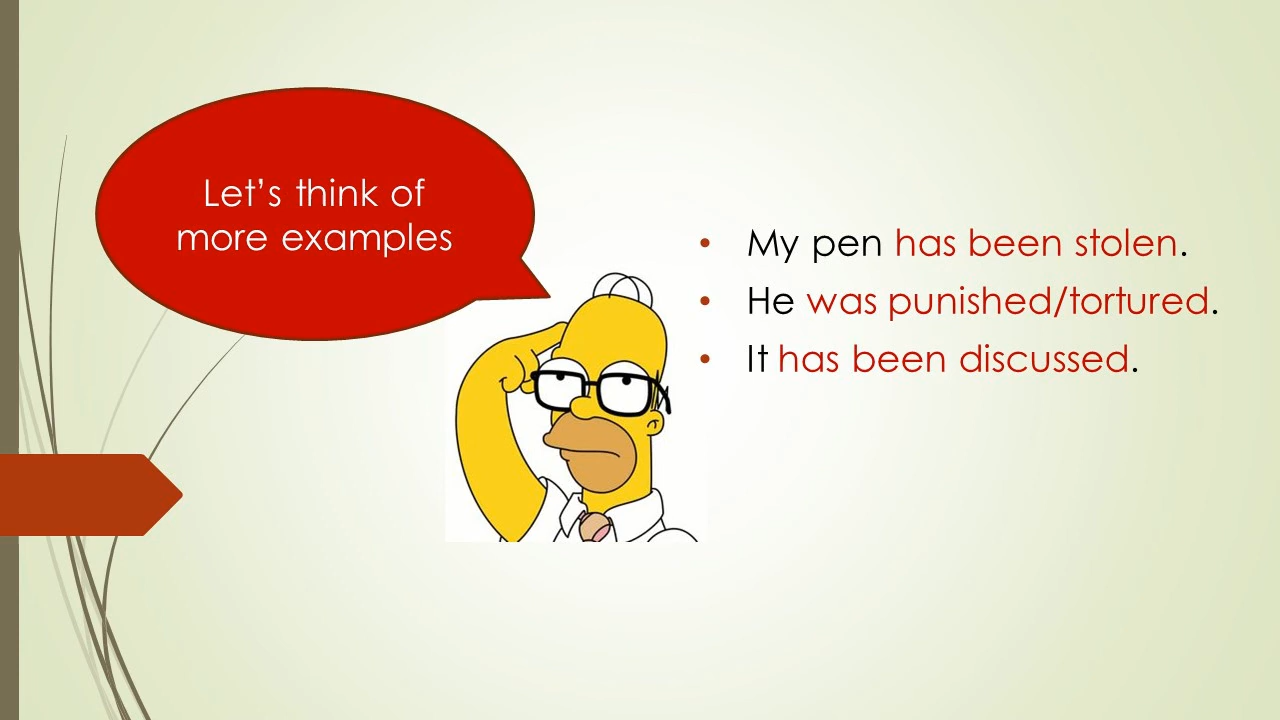 Let’s think of
more examples
• My pen has been stolen.
• He was punished/tortured.
• It has been discussed.